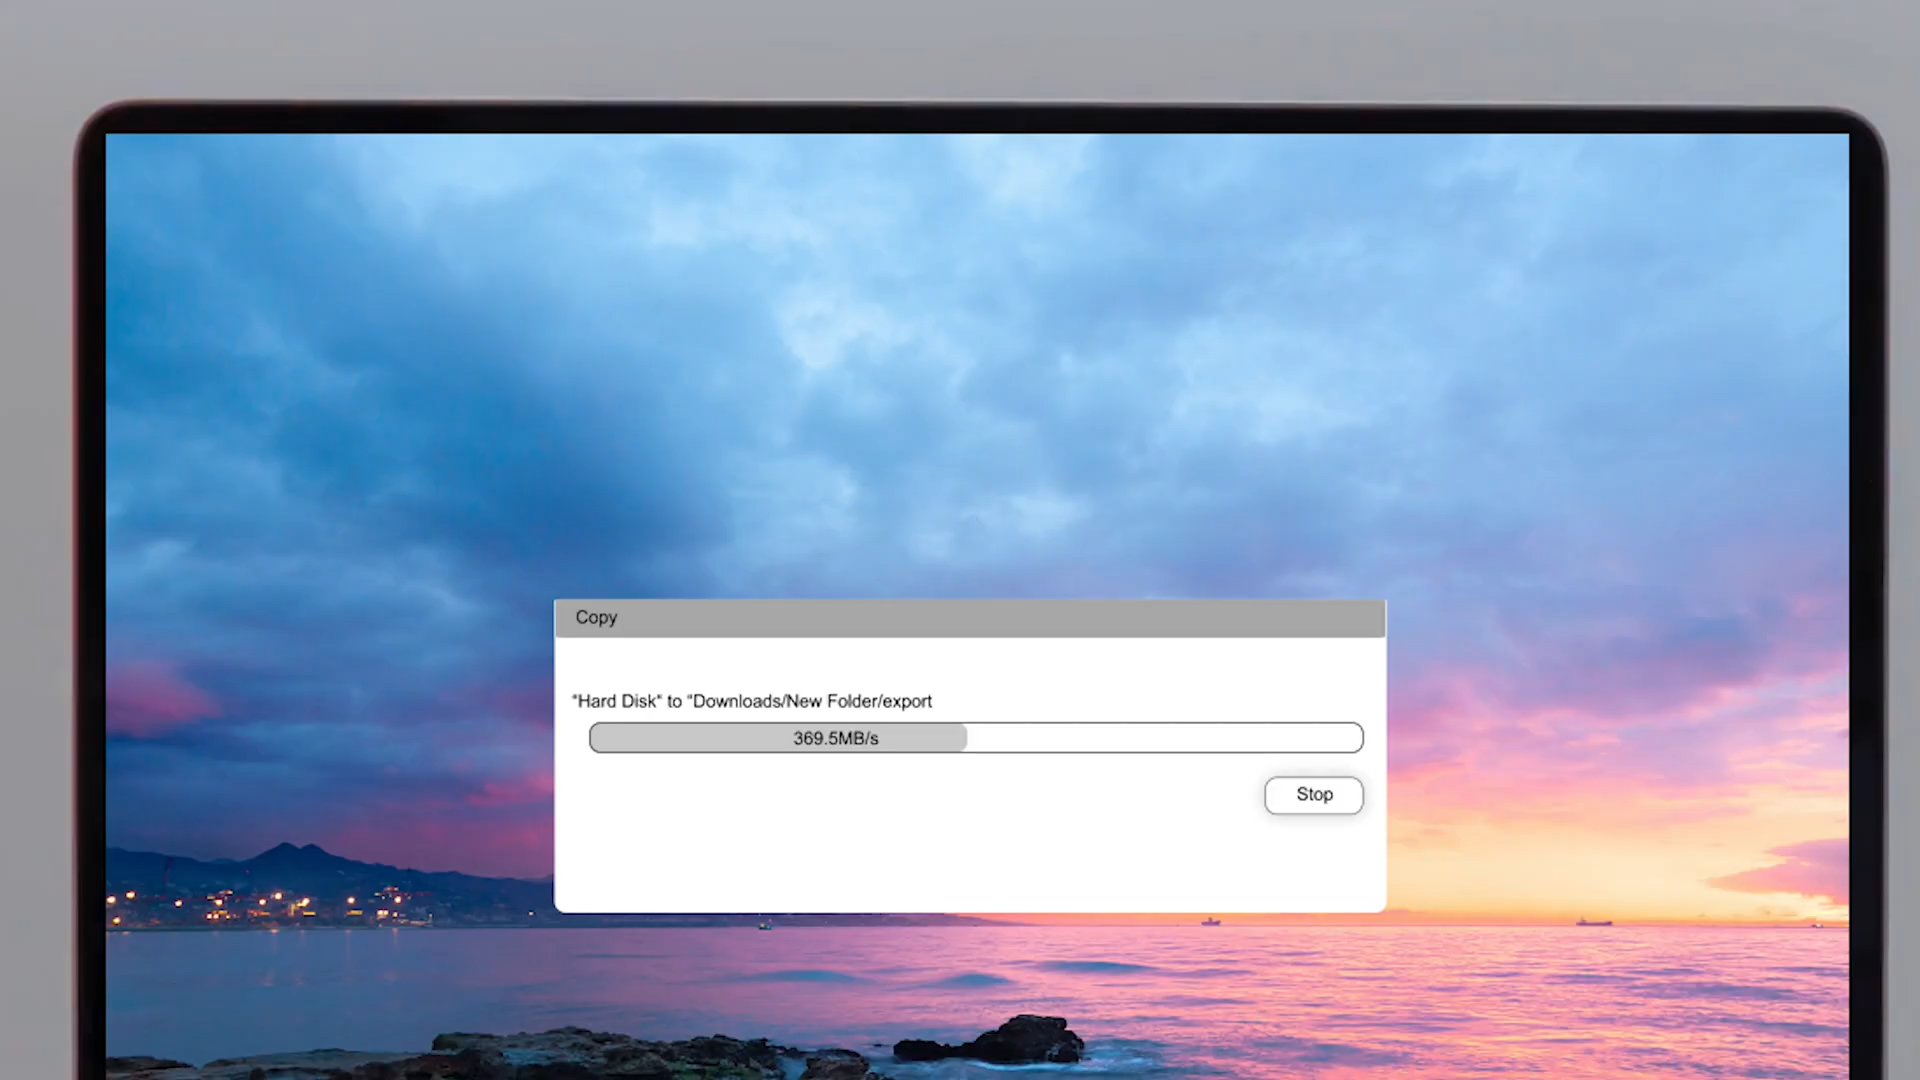 Copy
“Hard Disk“ to “Downloads/New Folder/export
369.5MB/s
Stop